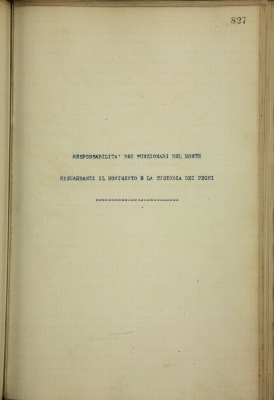 827
RESPONSABILITA' DEI FUNZIONARI DEL MONTE
RIGUARDANTI IL MOVIMENTO E LA CUSTODIA DEI PEGNI